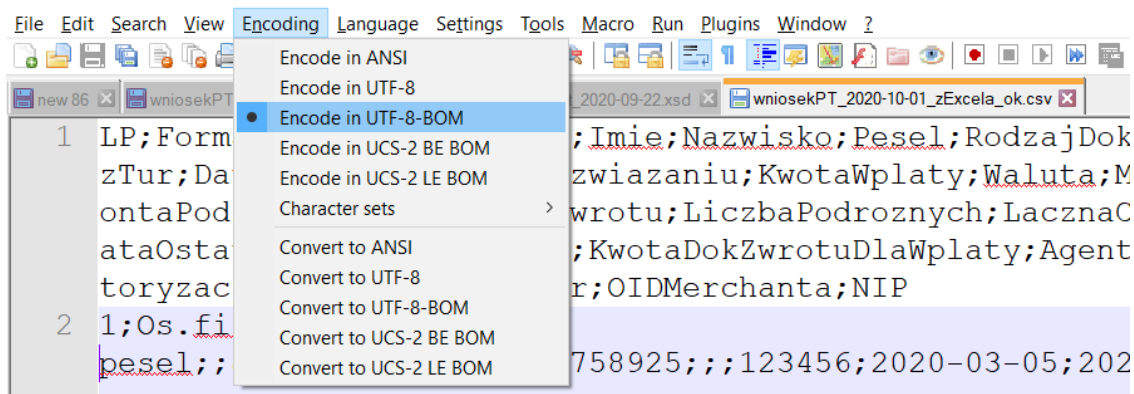 File Edit Search View Encoding Language Settings Tools Macro Run Plugins Window ?
new 86 wniosekPT _2020-09-22.xsd wniosekPT_2020-10-01_zExcela_ok.csv
Encode in ANSI
Encode in UTF-8
Encode in UTF-8-BOM
Encode in UCS-2 BE BOM
Encode in UCS-2 LE BOM
Character sets
Convert to ANSI
Convert to UTF-8
Convert to UTF-8-BOM
Convert to UCS-2 BE BOM
Convert to UCS-2 LE BOM
1 LP;Form ;Imie;Nazwisko;Pesel;RodzajDok
zTur;Da zwiazaniu;KwotaWplaty;Waluta;M
ontaPod wrotu;LiczbaPodroznych;LacznaO
ataOsta ;KwotaDokZwrotuDlaWplaty;Agent
toryzac r;OIDMerchanta;NIP
2 1;Os.fi
pesel;; 758925;;;123456;2020-03-05;202